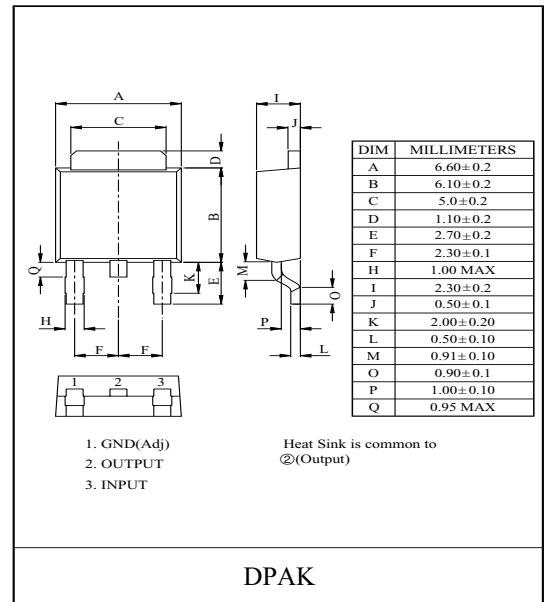 A
C
D
B
Q
K
E
H
F F
1 2 3
I
J
M
O
P
L
DIM MILLIMETERS
A 6.60±0.2
B 6.10±0.2
C 5.0±0.2
D 1.10±0.2
E 2.70±0.2
F 2.30±0.1
H 1.00 MAX
I 2.30±0.2
J 0.50±0.1
K 2.00±0.20
L 0.50±0.10
M 0.91±0.10
O 0.90±0.1
P 1.00±0.10
Q 0.95 MAX
1. GND(Adj)
2. OUTPUT
3. INPUT
Heat Sink is common to
②(Output)
DPAK